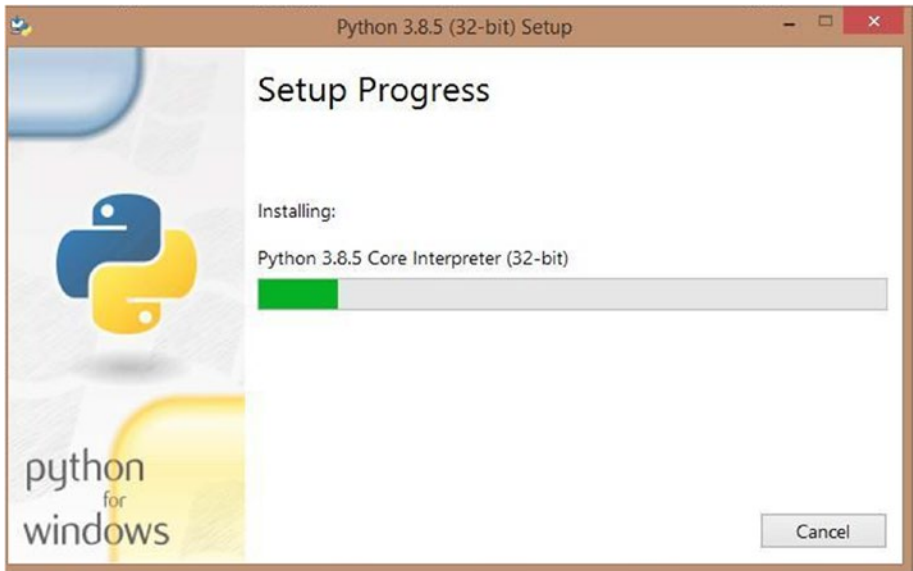 Python 3.8.5 (32-bit) Setup
Setup Progress
Installing:
Python 3.8.5 Core Interpreter (32-bit)
python
for
windows
Cancel